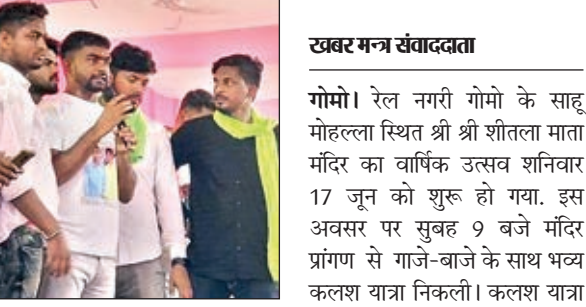 खबर मन्त्र संवाददाता
गोमो। रेल नगरी गोमो के साहू
मोहल्ला स्थित श्री श्री शीतला माता
मंदिर का वार्षिक उत्सव शनिवार
17 जून को शुरू हो गया. इस
अवसर पर सुबह 9 बजे मंदिर
प्रांगण से गाजे-बाजे के साथ भव्य
कलश यात्रा निकली। कलश यात्रा